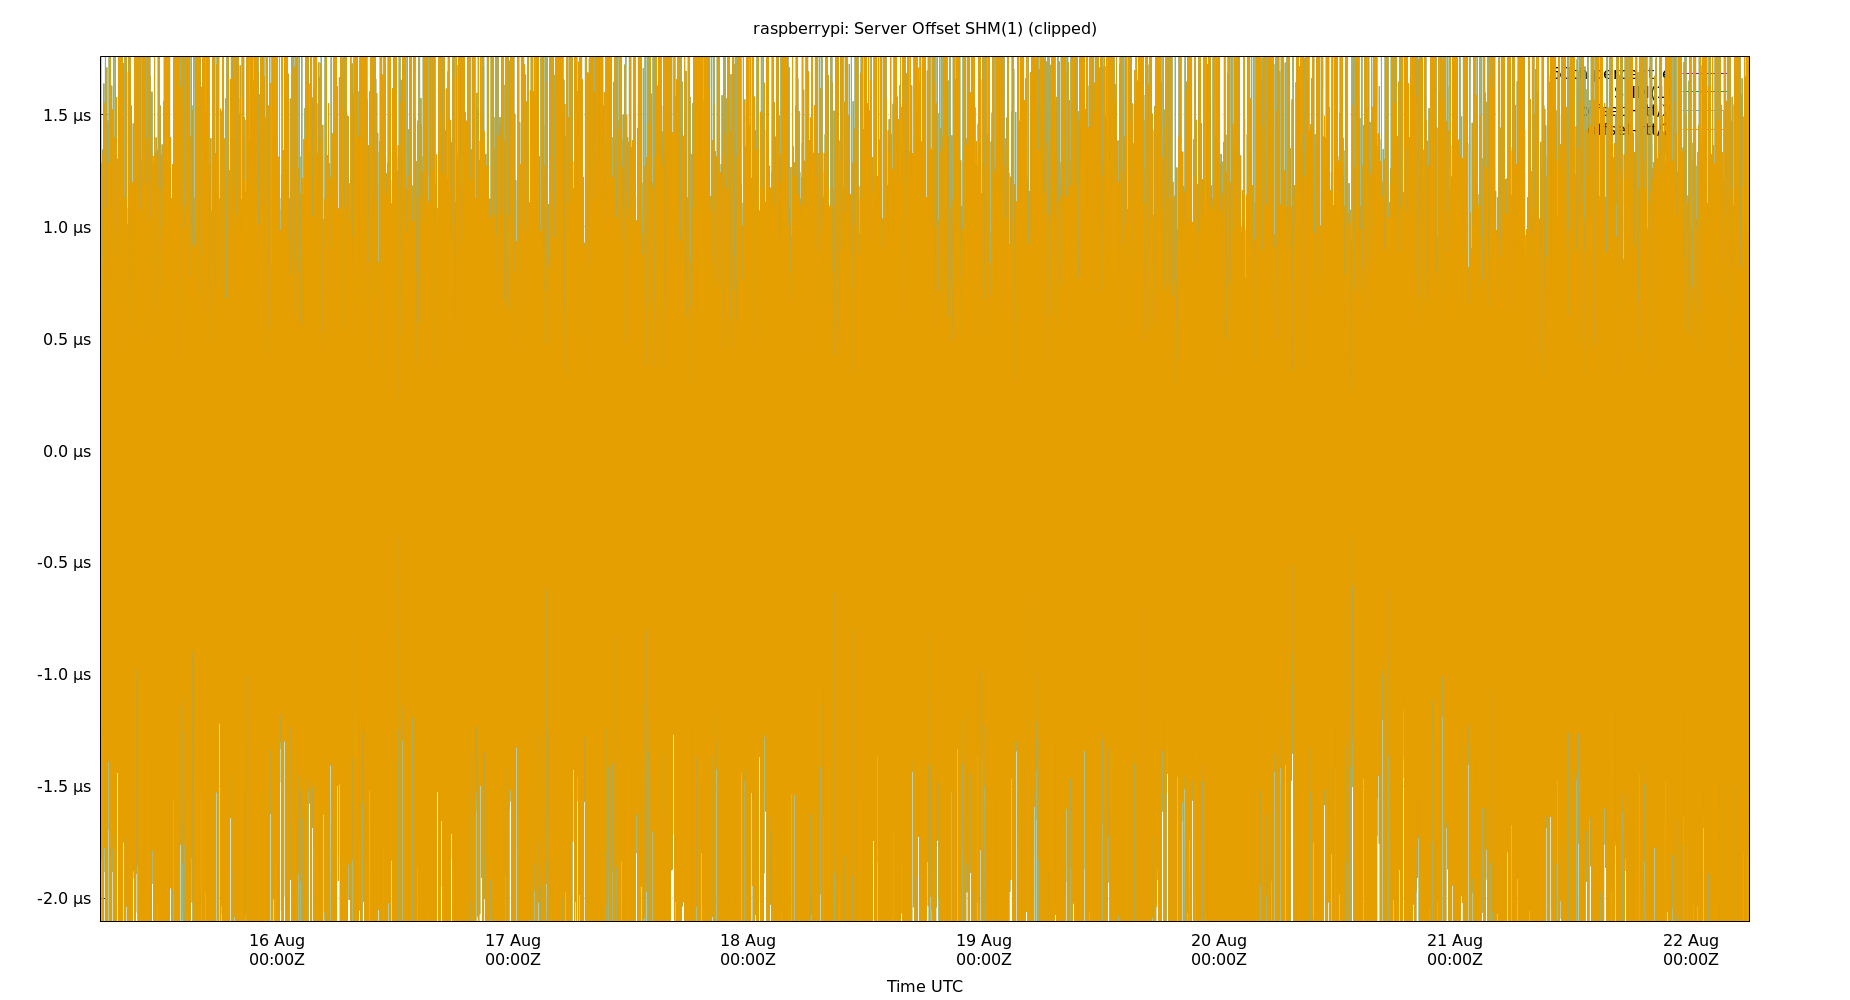 raspberrypi: Server Offset SHM(1) (clipped)
1.5 µs
1.0 µs
0.5 µs
0.0 µs
-0.5 µs
-1.0 µs
-1.5 µs
-2.0 µs
16 Aug 17 Aug 18 Aug 19 Aug 20 Aug 21 Aug 22 Aug
00:00Z 00:00Z 00:00Z 00:00Z 00:00Z 00:00Z 00:00Z
Time UTC